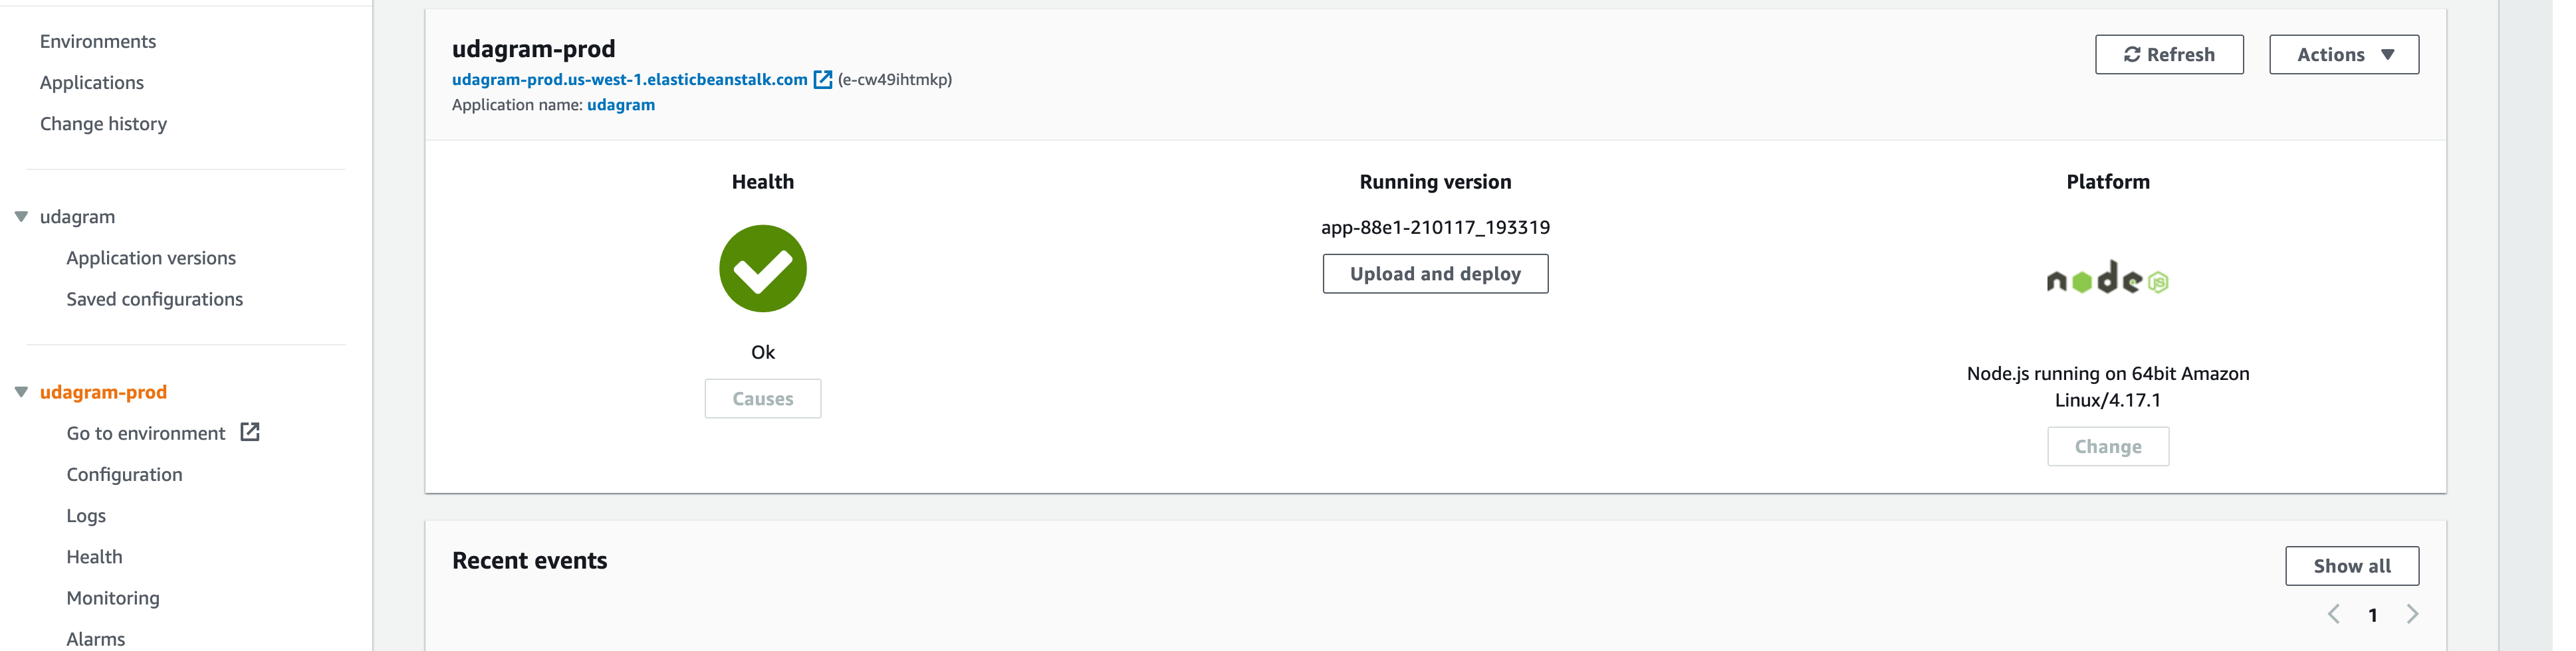 Environments
Applications
Change history
udagram
Application versions
Saved configurations
udagram-prod
Go to environment
Configuration
Logs
Health
Monitoring
Alarms
udagram-prod
udagram-prod.us-west-1.elasticbeanstalk.com (e-cw49ihtmkp)
Application name: udagram
Refresh
Actions
Health
Ok
Causes
Running version
app-88e1-210117_193319
Upload and deploy
Platform
node JS
Node.js running on 64bit Amazon
Linux/4.17.1
Change
Recent events
Show all
1